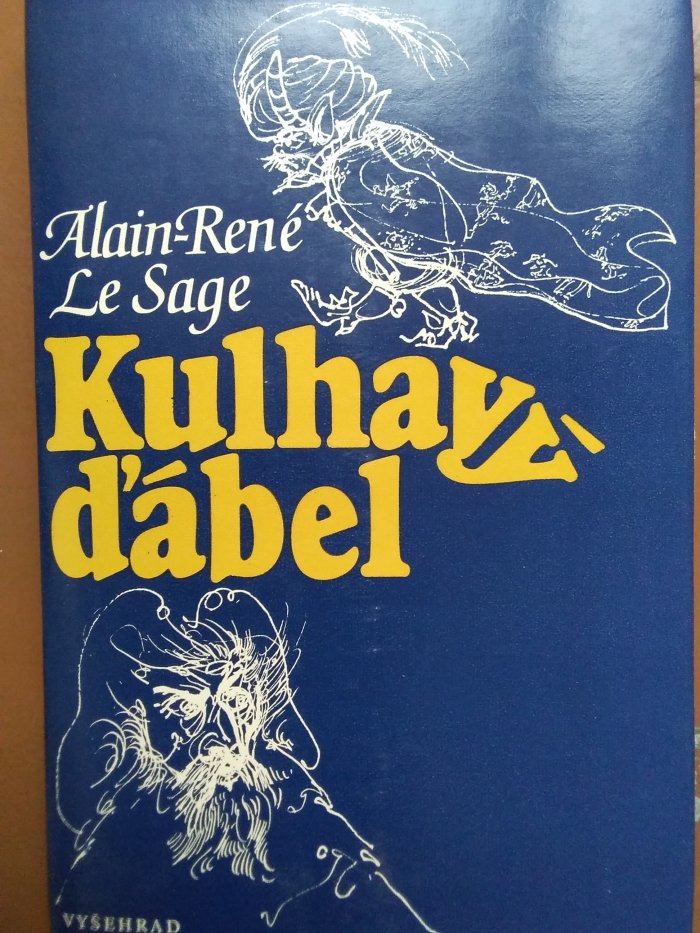 Alain-René
Le Sage
Kulhavý
ďábel
VYŠEHRAD